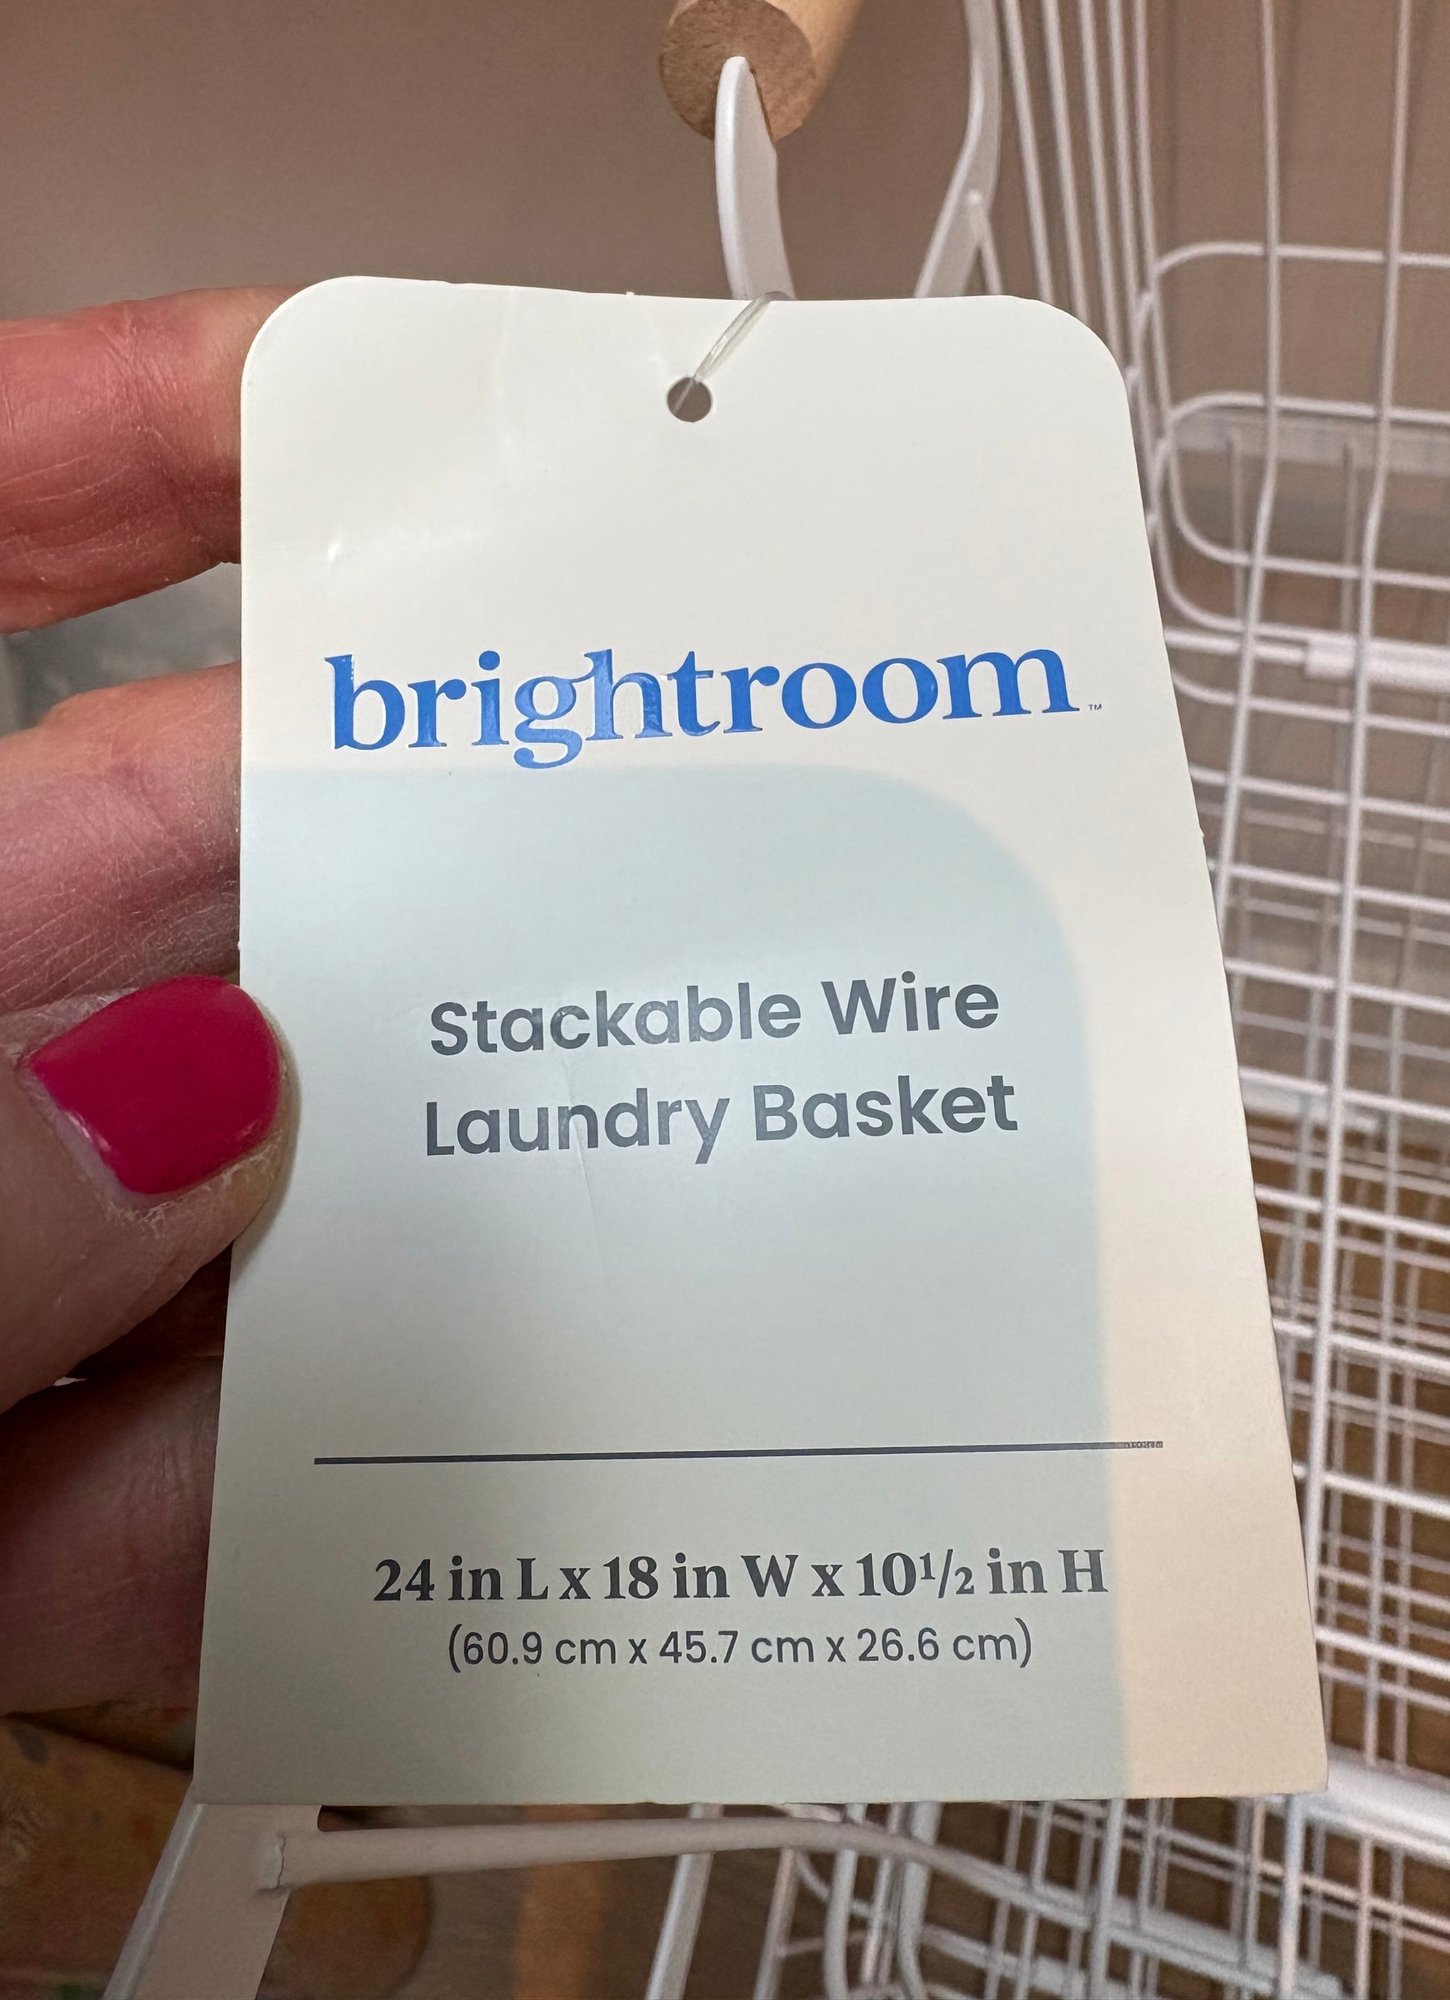 brightroom™
Stackable Wire
Laundry Basket
24 in L x 18 in W x 10½ in H
(60.9 cm x 45.7 cm x 26.6 cm)